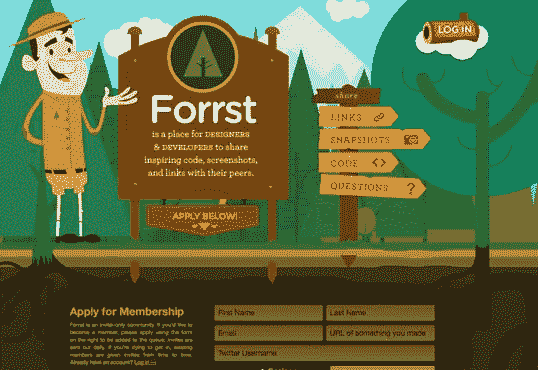 LOG IN
Forrst
is a place for DESIGNERS
& DEVELOPERS to share
inspiring code, screenshots,
and links with their peers.
APPLY BELOW!
share
LINKS
SNAPSHOTS
CODE <>
QUESTIONS ?
Apply for Membership
Forrst is an invite-only community. If you'd like to
become a member, please apply using the form
on the right to be added to the queue. Invites are
sent out daily. If you're dying to get in, existing
members are given invites from time to time.
Already have an account? Log in
First Name
Last Name
Email
URL of something you made
Twitter Username